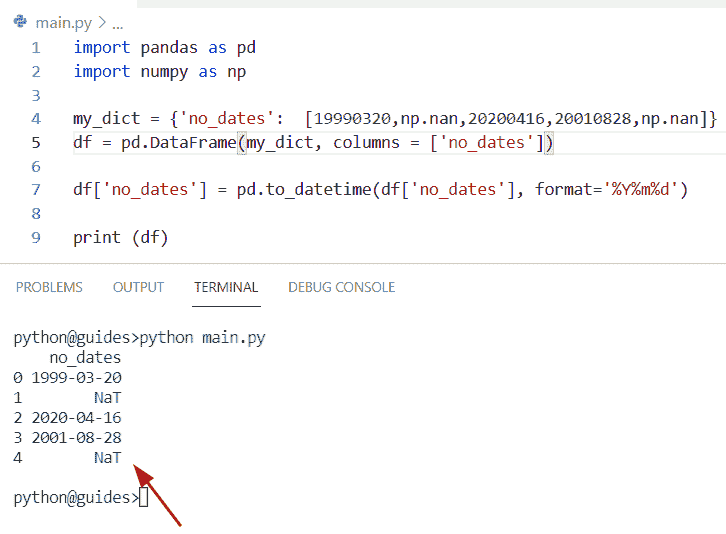 main.py > ...
1 import pandas as pd
2 import numpy as np
3
4 my_dict = {'no_dates':  [19990320,np.nan,20200416,20010828,np.nan]}
5 df = pd.DataFrame(my_dict, columns = ['no_dates'])
6
7 df['no_dates'] = pd.to_datetime(df['no_dates'], format='%Y%m%d')
8
9 print (df)
PROBLEMS OUTPUT TERMINAL DEBUG CONSOLE
python@guides>python main.py
no_dates
0 1999-03-20
1 NaT
2 2020-04-16
3 2001-08-28
4 NaT
python@guides>